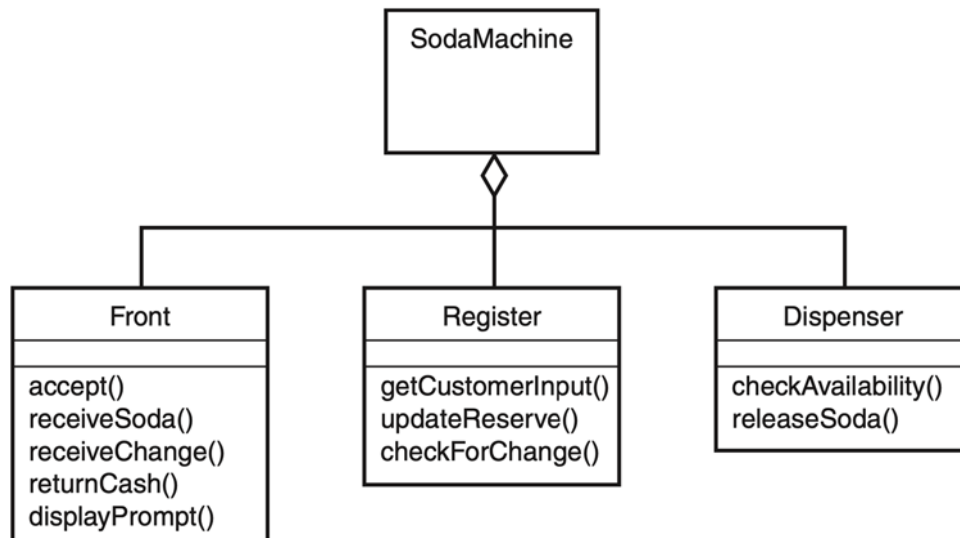 SodaMachine
Front
accept()
receiveSoda()
receiveChange()
returnCash()
displayPrompt()
Register
getCustomerInput()
updateReserve()
checkForChange()
Dispenser
checkAvailability()
releaseSoda()